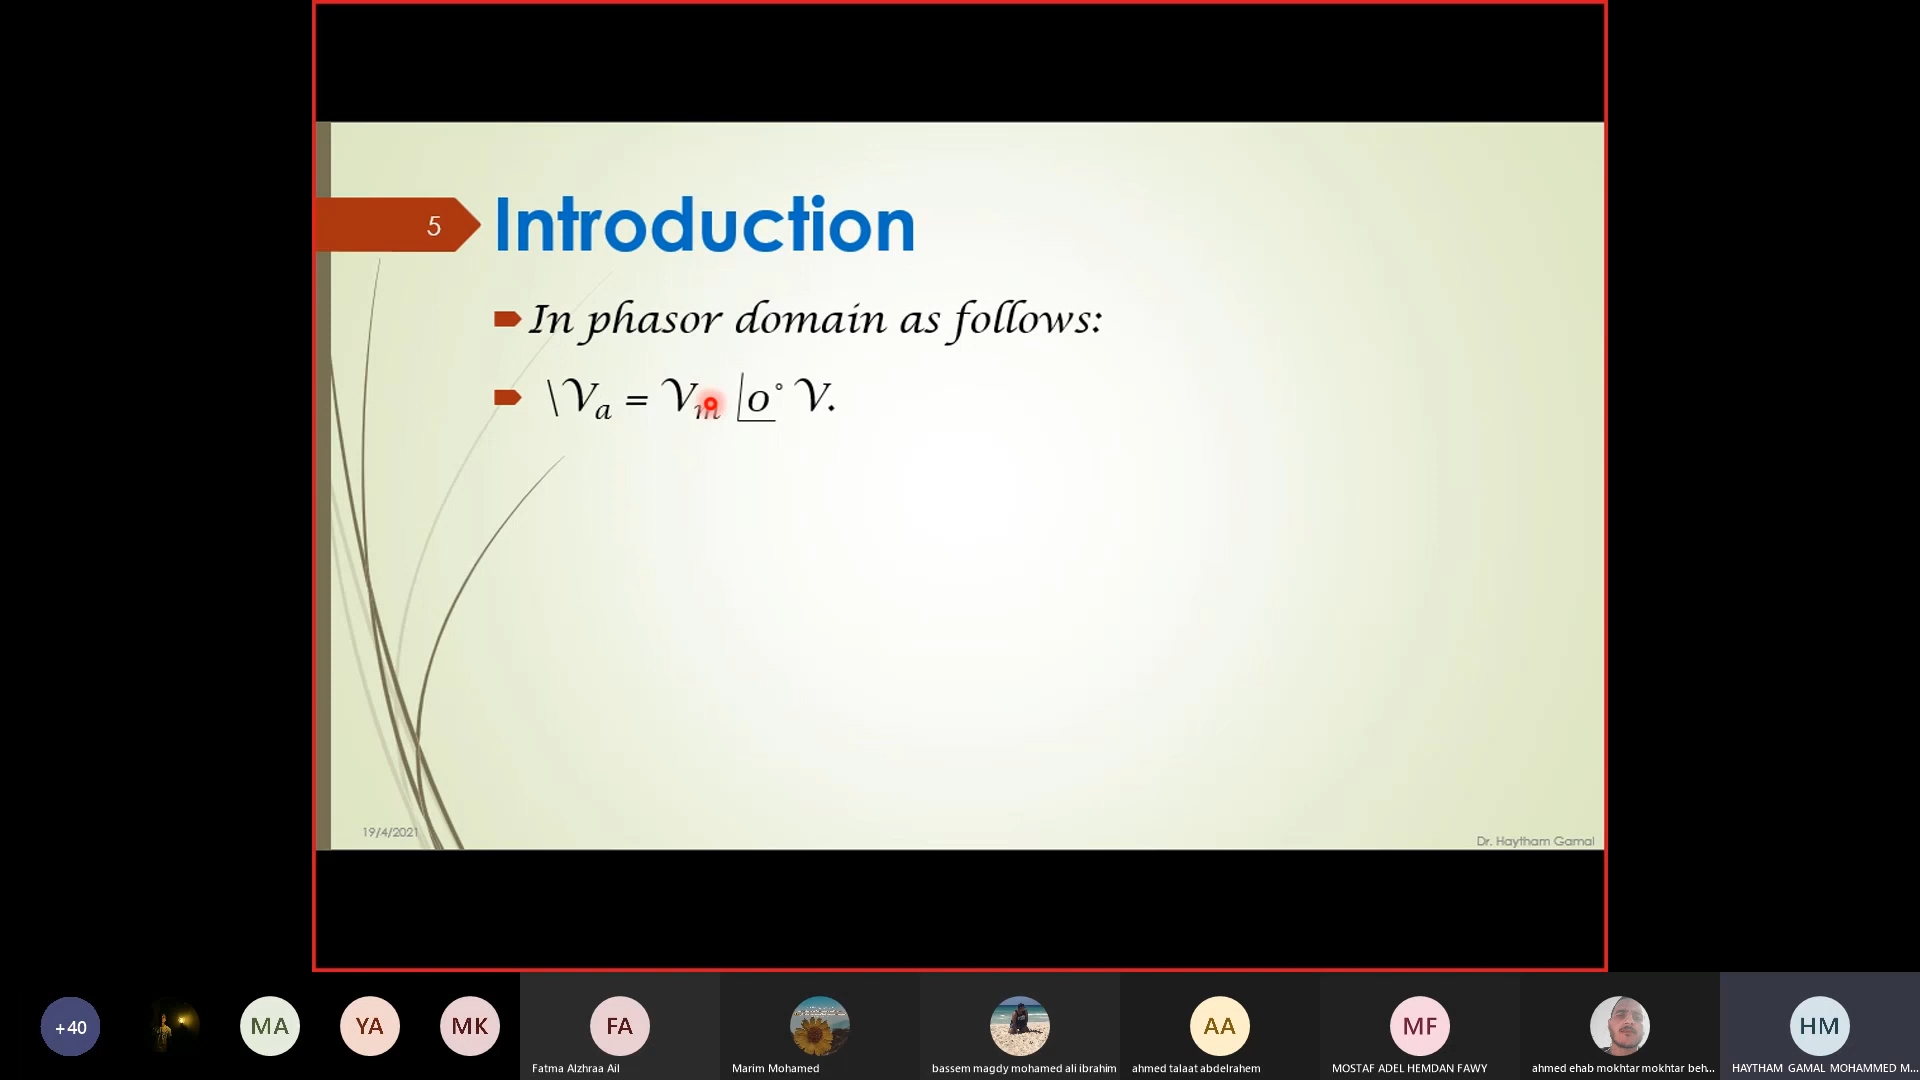 5
Introduction
In phasor domain as follows:
\Va = Vm ∟0° V.
19/4/2021
Dr. Haytham Gamal
+40
MA
YA
MK
FA
AA
MF
HM
Fatma Alzhraa Ail
Marim Mohamed
bassem magdy mohamed ali ibrahim
ahmed talaat abdelrahem
MOSTAF ADEL HEMDAN FAWY
ahmed ehab mokhtar mokhtar beh...
HAYTHAM GAMAL MOHAMMED M...